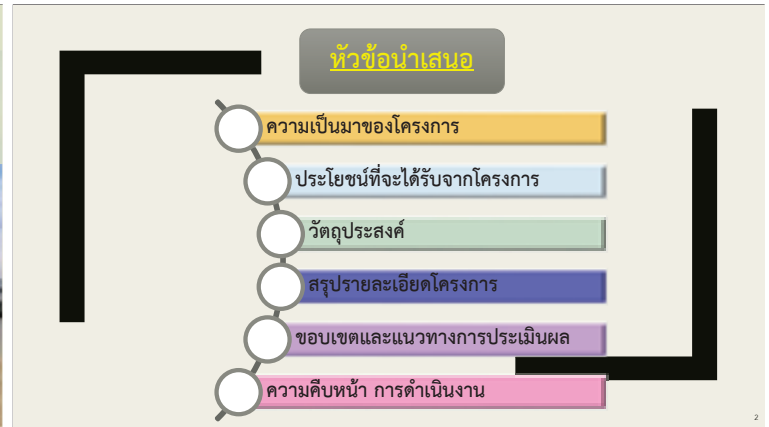 หัวข้อนำเสนอ
ความเป็นมาของโครงการ
ประโยชน์ที่จะได้รับจากโครงการ
วัตถุประสงค์
สรุปรายละเอียดโครงการ
ขอบเขตและแนวทางการประเมินผล
ความคืบหน้า การดำเนินงาน
2